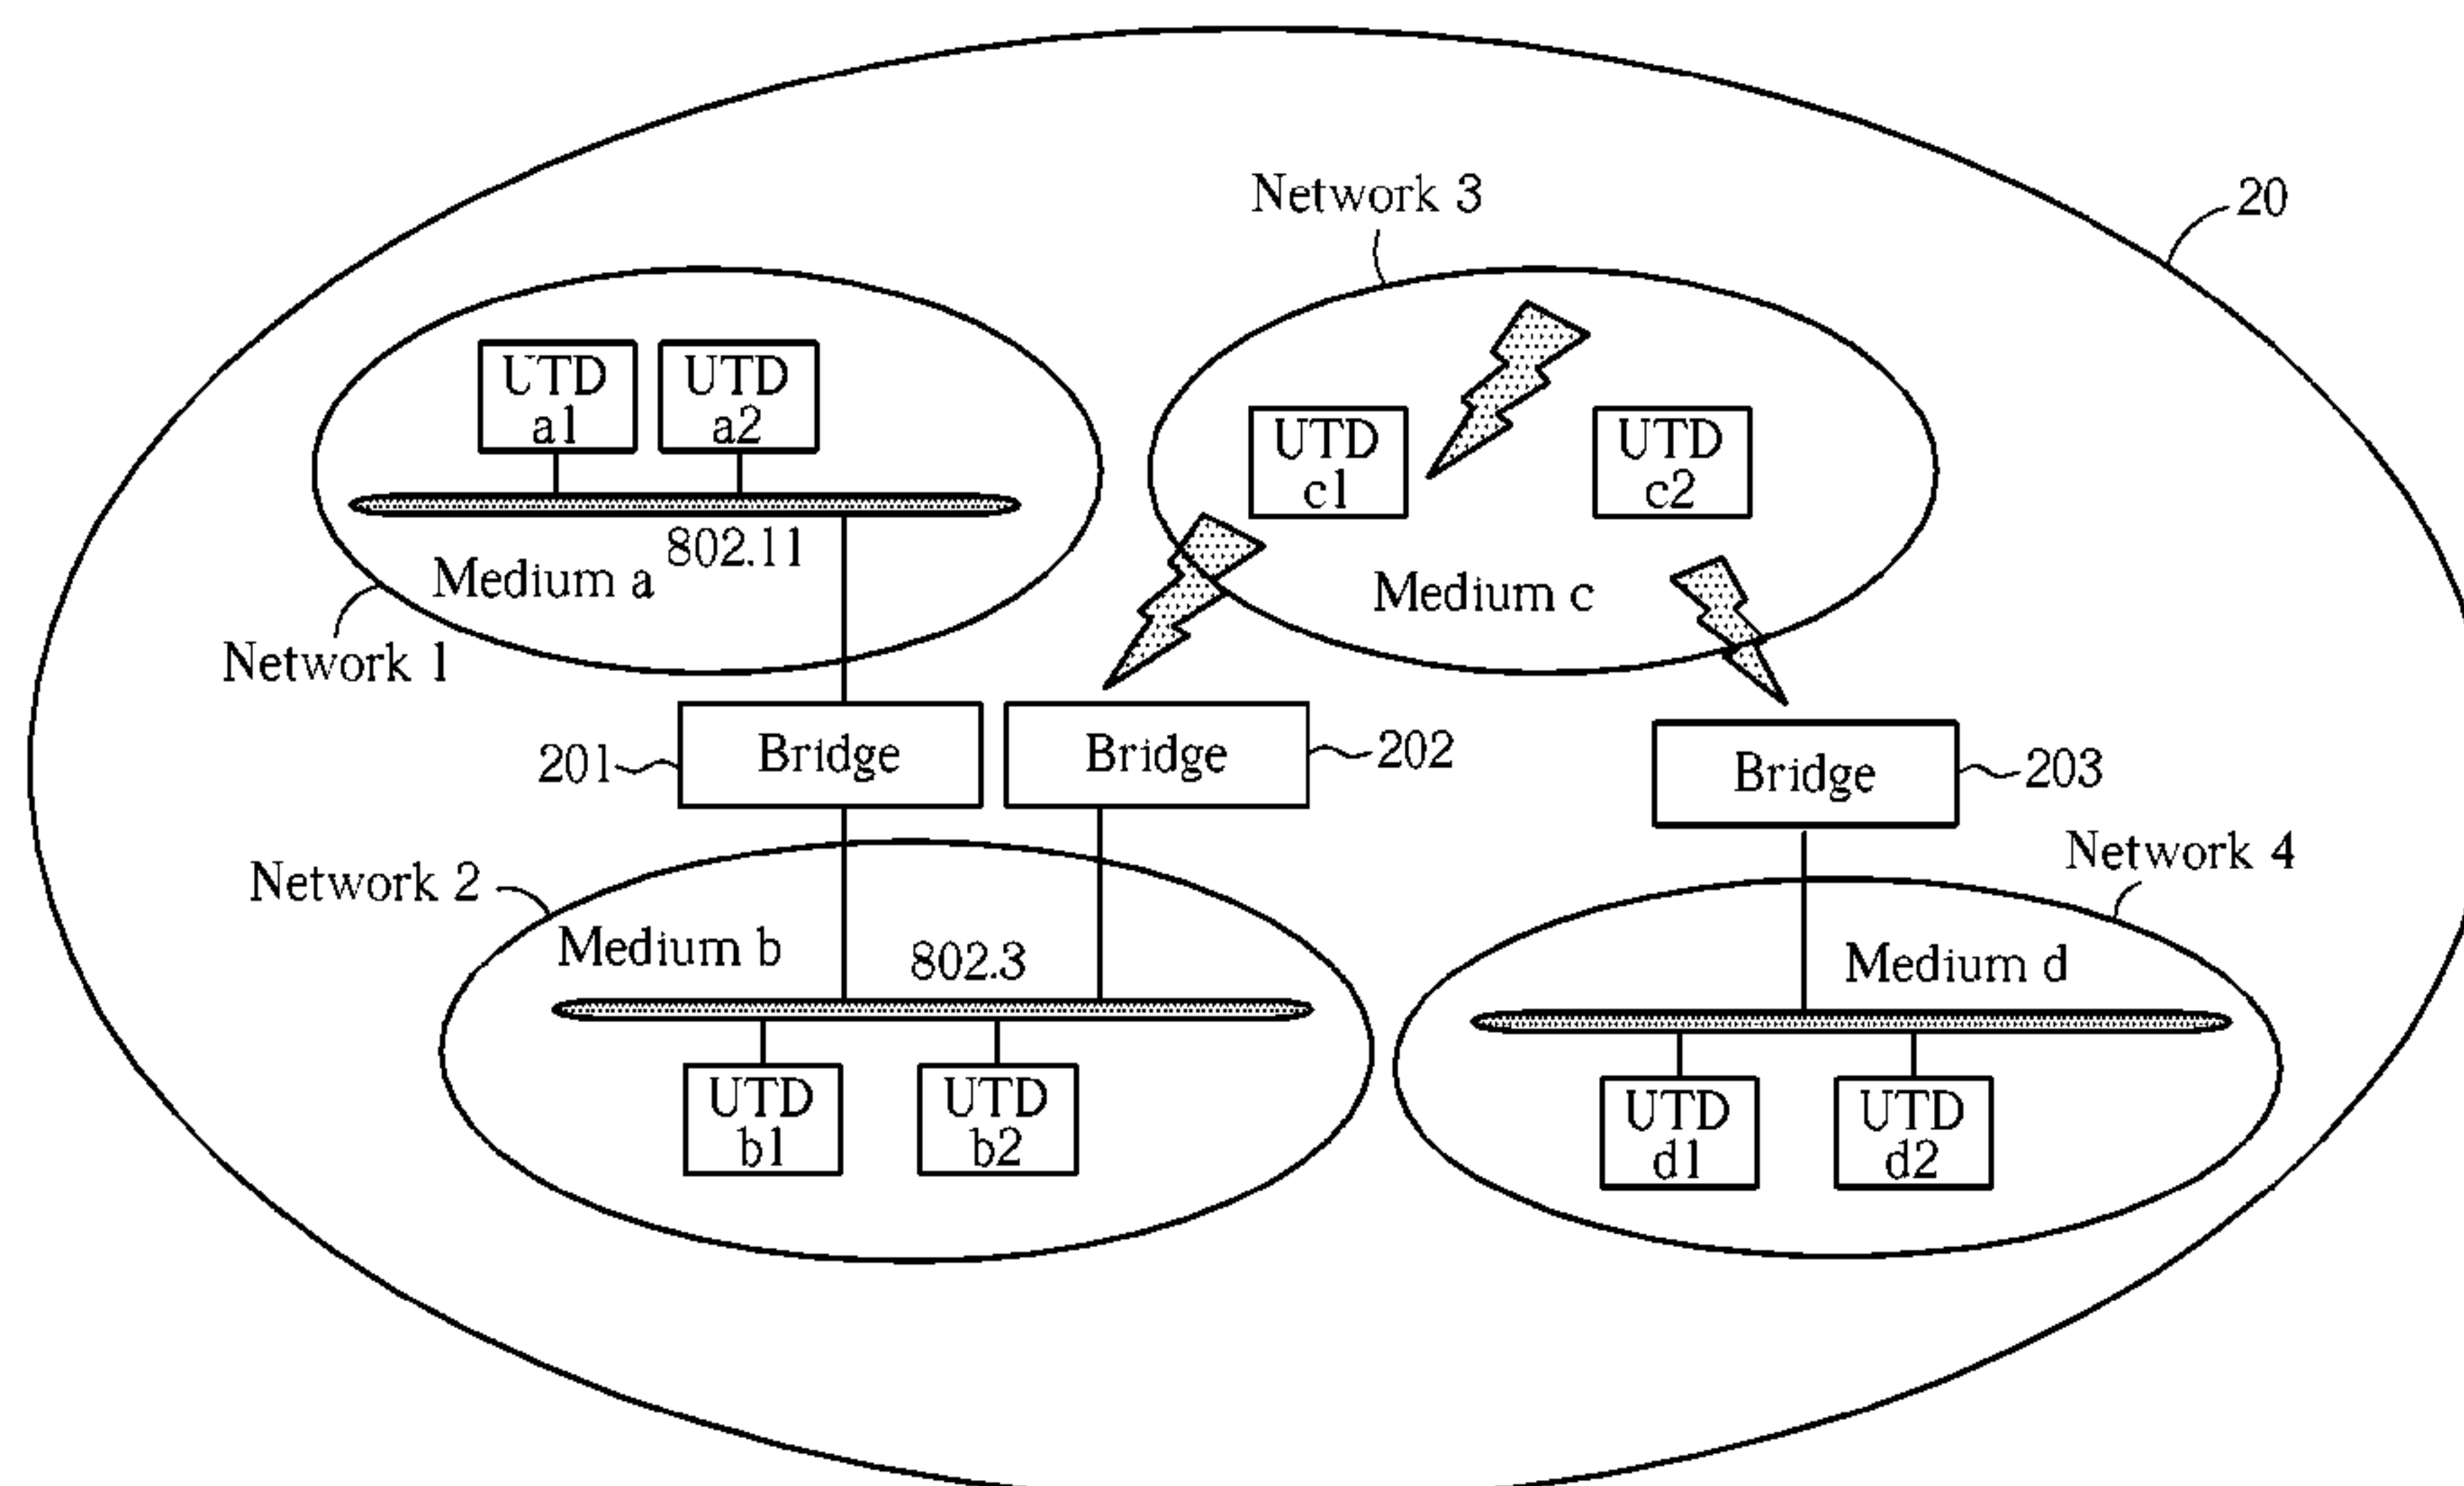 Network 3
20
UTD
a1
UTD
a2
UTD
c1
UTD
c2
802.11
Medium a
Medium c
Network 1
201
Bridge
Bridge
202
Bridge
203
Network 2
Network 4
Medium b
802.3
Medium d
UTD
b1
UTD
b2
UTD
d1
UTD
d2